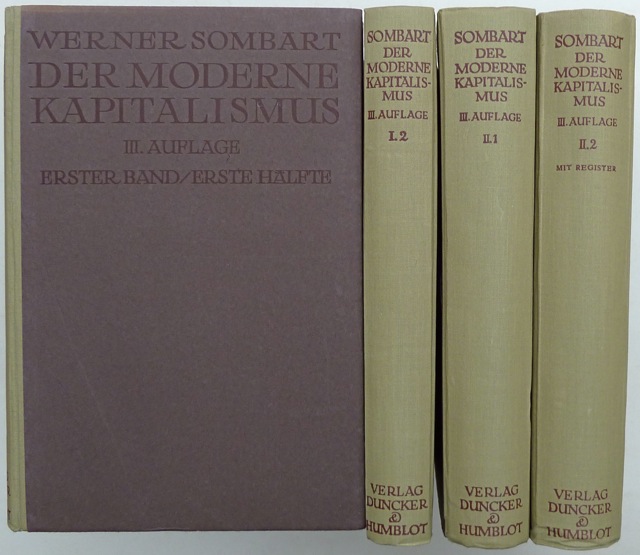 WERNER SOMBART
DER MODERNE
KAPITALISMUS
III. AUFLAGE
ERSTER BAND/ERSTE HÄLFTE
SOMBART
DER
MODERNE
KAPITALIS-
MUS
III. AUFLAGE
I.2
VERLAG
DUNCKER
&
HUMBLOT
SOMBART
DER
MODERNE
KAPITALIS-
MUS
III. AUFLAGE
II.1
VERLAG
DUNCKER
&
HUMBLOT
SOMBART
DER
MODERNE
KAPITALIS-
MUS
III. AUFLAGE
II.2
MIT REGISTER
VERLAG
DUNCKER
&
HUMBLOT